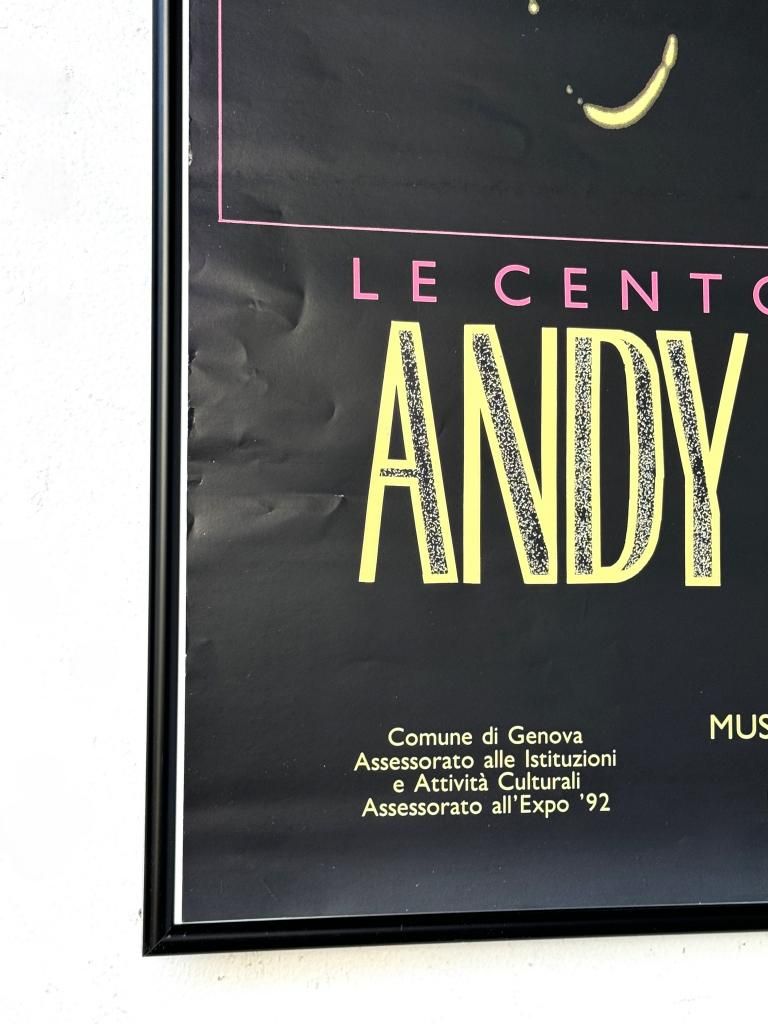 LE CENTO
ANDY
MUS
Comune di Genova
Assessorato alle Istituzioni
e Attività Culturali
Assessorato all'Expo '92